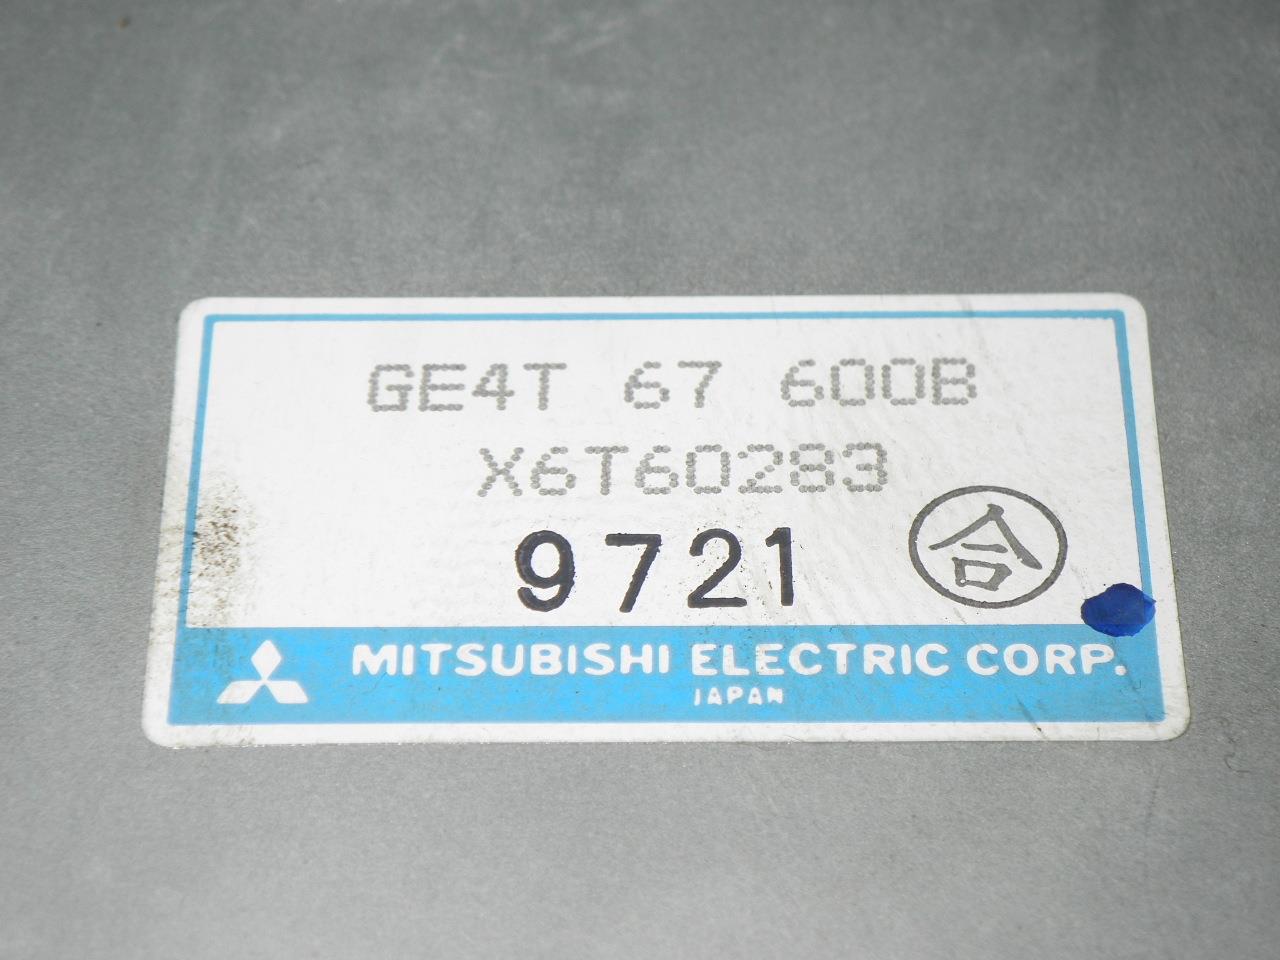 GE4T 67 600B
X6T60283
9721
合
MITSUBISHI ELECTRIC CORP.
JAPAN